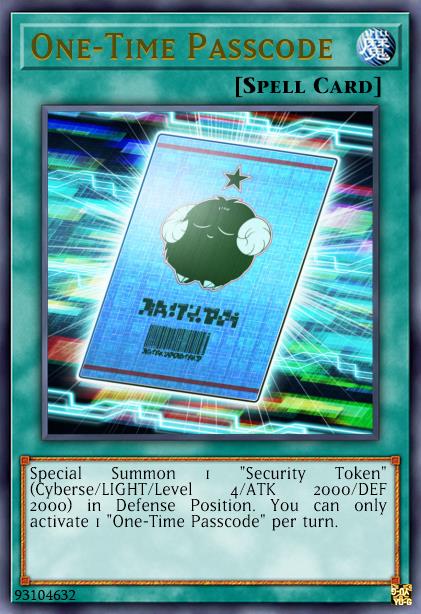 One-Time Passcode
[Spell Card]
Special Summon 1 "Security Token"
(Cyberse/LIGHT/Level 4/ATK 2000/DEF
2000) in Defense Position. You can only
activate 1 "One-Time Passcode" per turn.
93104632